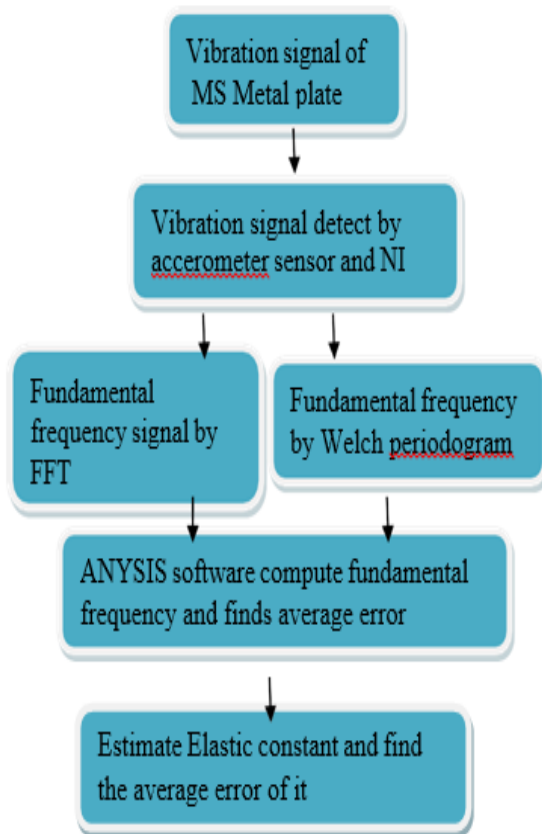 Vibration signal of
MS Metal plate
Vibration signal detect by
accerometer sensor and NI
Fundamental
frequency signal by
FFT
Fundamental frequency
by Welch periodogram
ANYSIS software compute fundamental
frequency and finds average error
Estimate Elastic constant and find
the average error of it